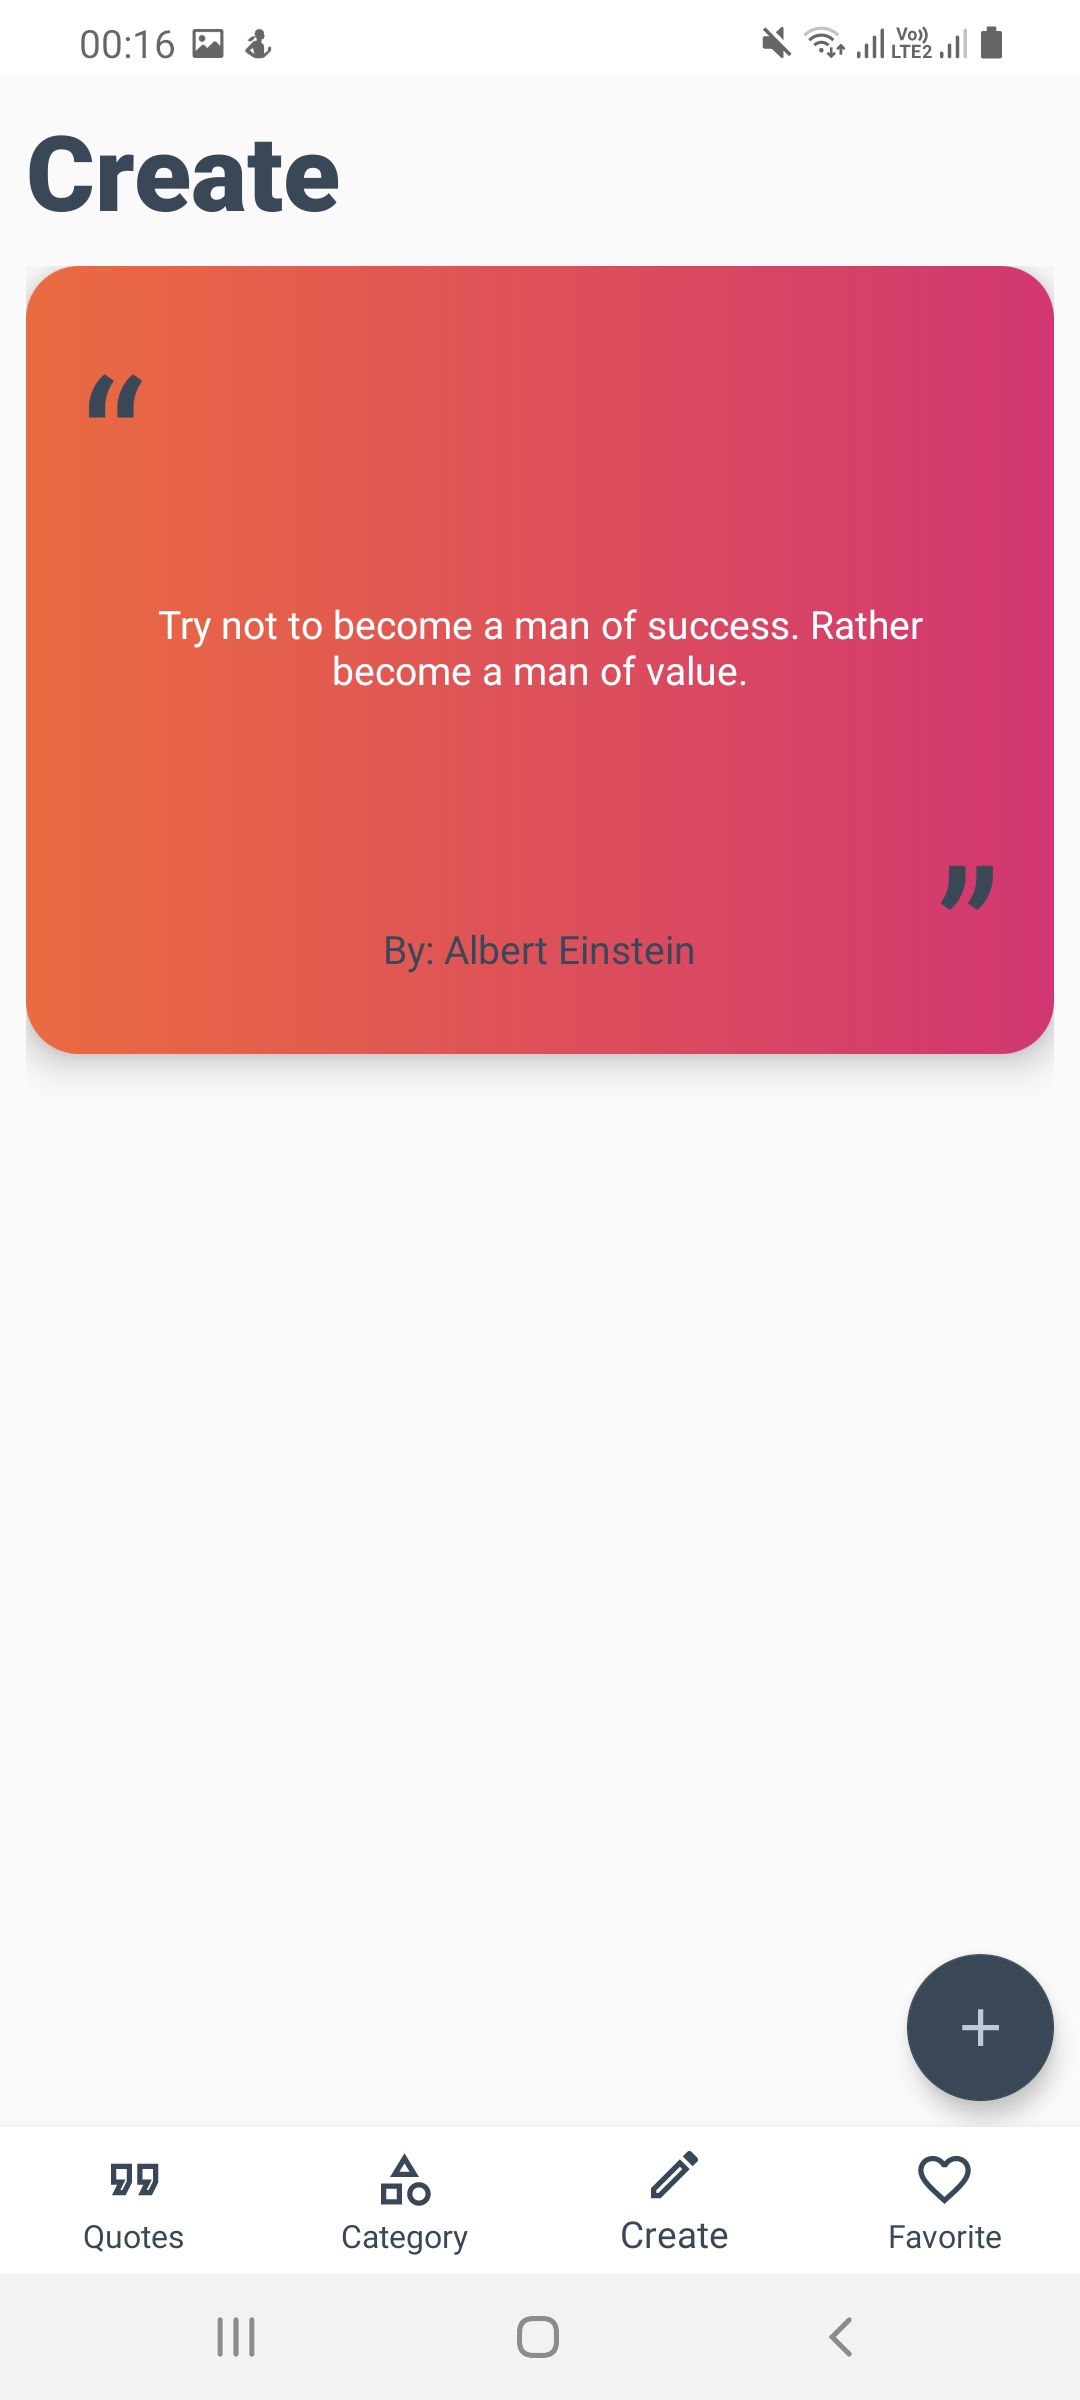 00:16
Vo))
LTE2
Create
“
Try not to become a man of success. Rather
become a man of value.
”
By: Albert Einstein
+
Quotes
Category
Create
Favorite